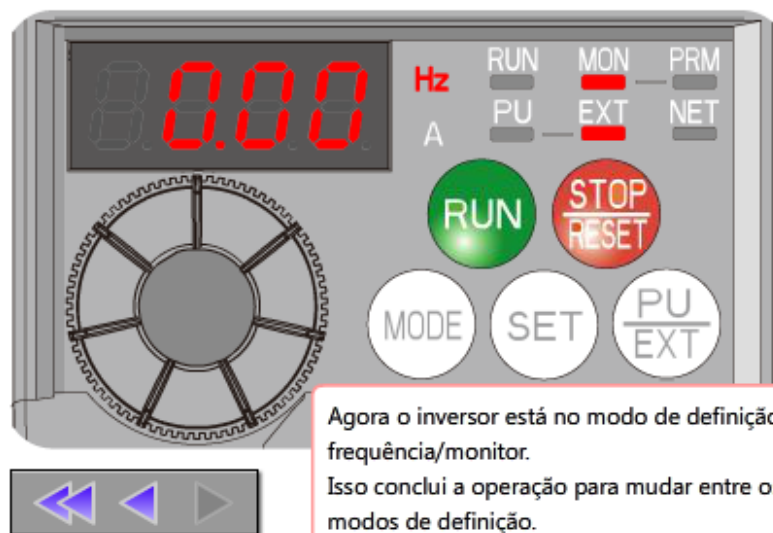 0.00
Hz
A
RUN MON PRM
PU EXT NET
RUN
STOP
RESET
MODE
SET
PU
EXT
Agora o inversor está no modo de definição
frequência/monitor.
Isso conclui a operação para mudar entre o
modos de definição.